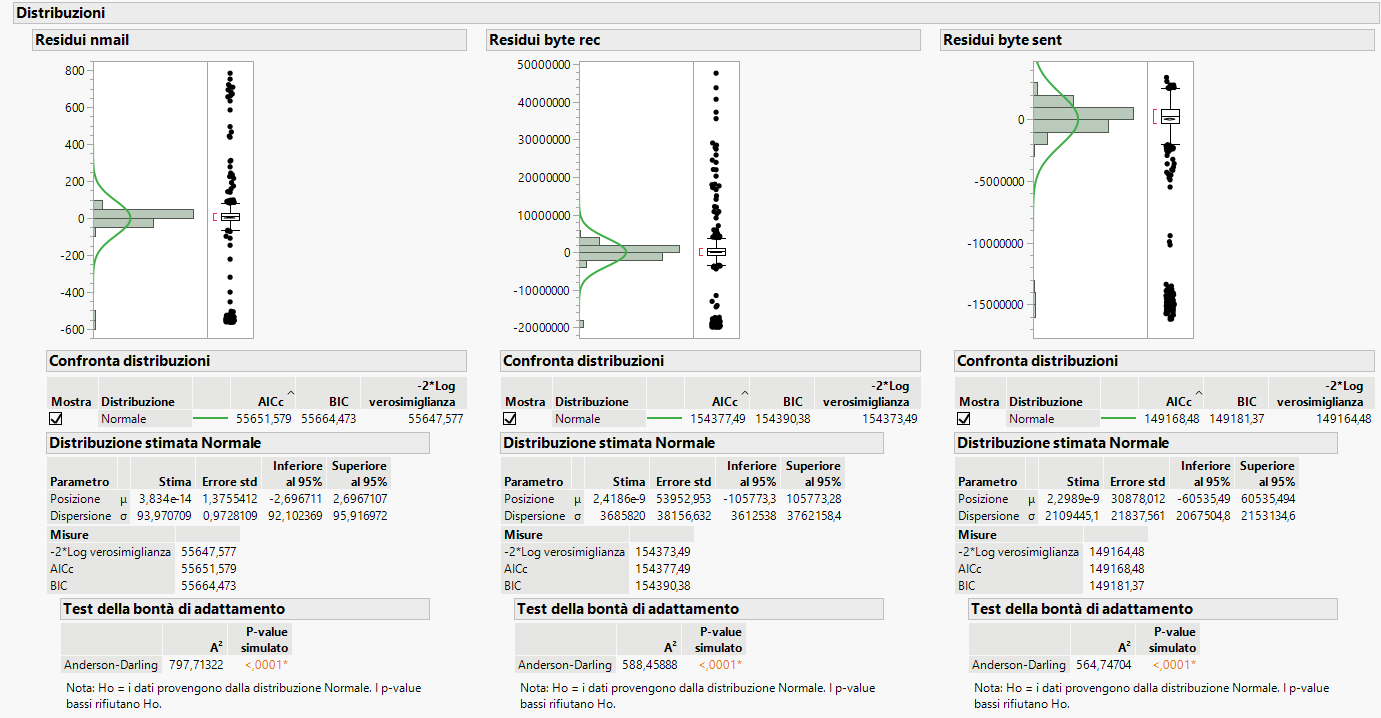 Distribuzioni
Residui nmail
800
600
400
200
0
-200
-400
-600
Confronta distribuzioni
Mostra Distribuzione AICc BIC -2*Log verosimiglianza
Normale 55651,579 55664,473 55647,577
Distribuzione stimata Normale
Parametro Stima Errore std Inferiore al 95% Superiore al 95%
Posizione μ 3,834e-14 1,3755412 -2,696711 2,6967107
Dispersione σ 93,970709 0,9728109 92,102369 95,916972
Misure
-2*Log verosimiglianza 55647,577
AICc 55651,579
BIC 55664,473
Test della bontà di adattamento
A² P-value simulato
Anderson-Darling 797,71322 <,0001*
Nota: Ho = i dati provengono dalla distribuzione Normale. I p-value
bassi rifiutano Ho.
Residui byte rec
50000000
40000000
30000000
20000000
10000000
0
-10000000
-20000000
Confronta distribuzioni
Mostra Distribuzione AICc BIC -2*Log verosimiglianza
Normale 154377,49 154390,38 154373,49
Distribuzione stimata Normale
Parametro Stima Errore std Inferiore al 95% Superiore al 95%
Posizione μ 2,4186e-9 53952,953 -105773,3 105773,28
Dispersione σ 3685820 38156,632 3612538 3762158,4
Misure
-2*Log verosimiglianza 154373,49
AICc 154377,49
BIC 154390,38
Test della bontà di adattamento
A² P-value simulato
Anderson-Darling 588,45888 <,0001*
Nota: Ho = i dati provengono dalla distribuzione Normale. I p-value
bassi rifiutano Ho.
Residui byte sent
0
-5000000
-10000000
-15000000
Confronta distribuzioni
Mostra Distribuzione AICc BIC -2*Log verosimiglianza
Normale 149168,48 149181,37 149164,48
Distribuzione stimata Normale
Parametro Stima Errore std Inferiore al 95% Superiore al 95%
Posizione μ 2,2989e-9 30878,012 -60535,49 60535,494
Dispersione σ 2109445,1 21837,561 2067504,8 2153134,6
Misure
-2*Log verosimiglianza 149164,48
AICc 149168,48
BIC 149181,37
Test della bontà di adattamento
A² P-value simulato
Anderson-Darling 564,74704 <,0001*
Nota: Ho = i dati provengono dalla distribuzione Normale. I p-value
bassi rifiutano Ho.